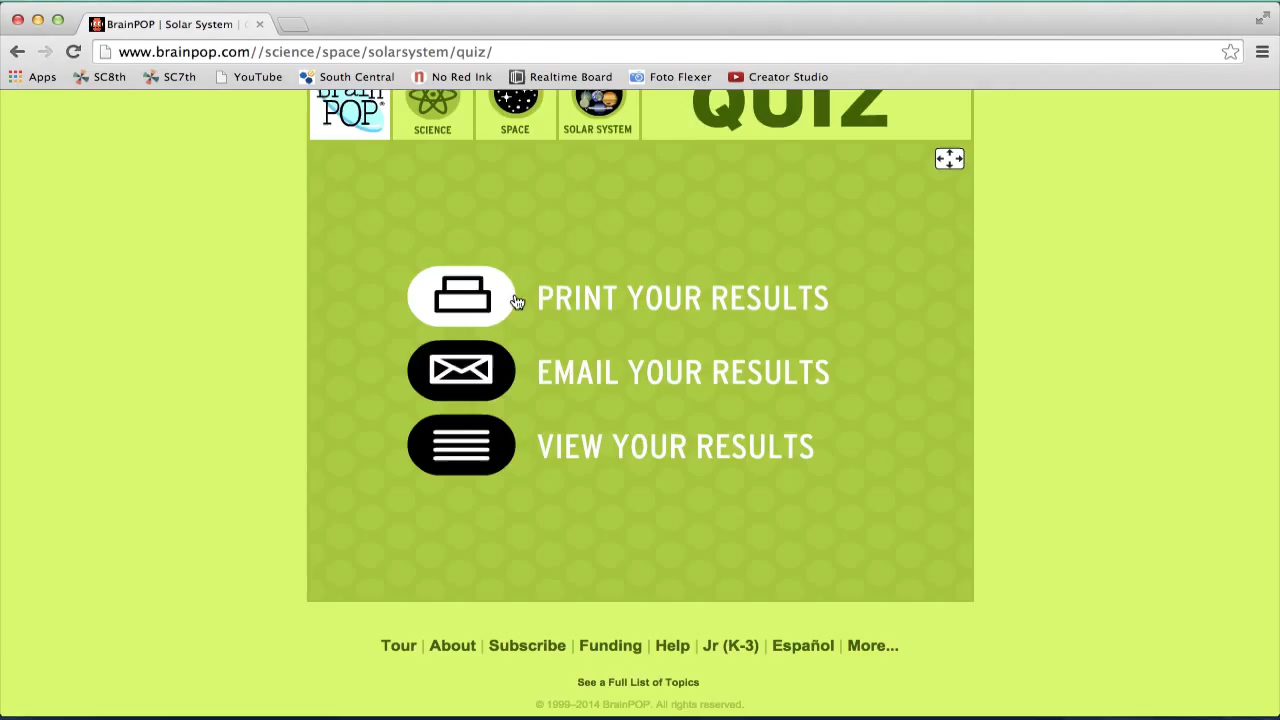 BrainPOP | Solar System |
www.brainpop.com//science/space/solarsystem/quiz/
Apps SC8th SC7th YouTube South Central No Red Ink Realtime Board Foto Flexer Creator Studio
Brain
POP®
SCIENCE
SPACE
SOLAR SYSTEM
QUIZ
PRINT YOUR RESULTS
EMAIL YOUR RESULTS
VIEW YOUR RESULTS
Tour | About | Subscribe | Funding | Help | Jr (K-3) | Español | More...
See a Full List of Topics
© 1999–2014 BrainPOP. All rights reserved.